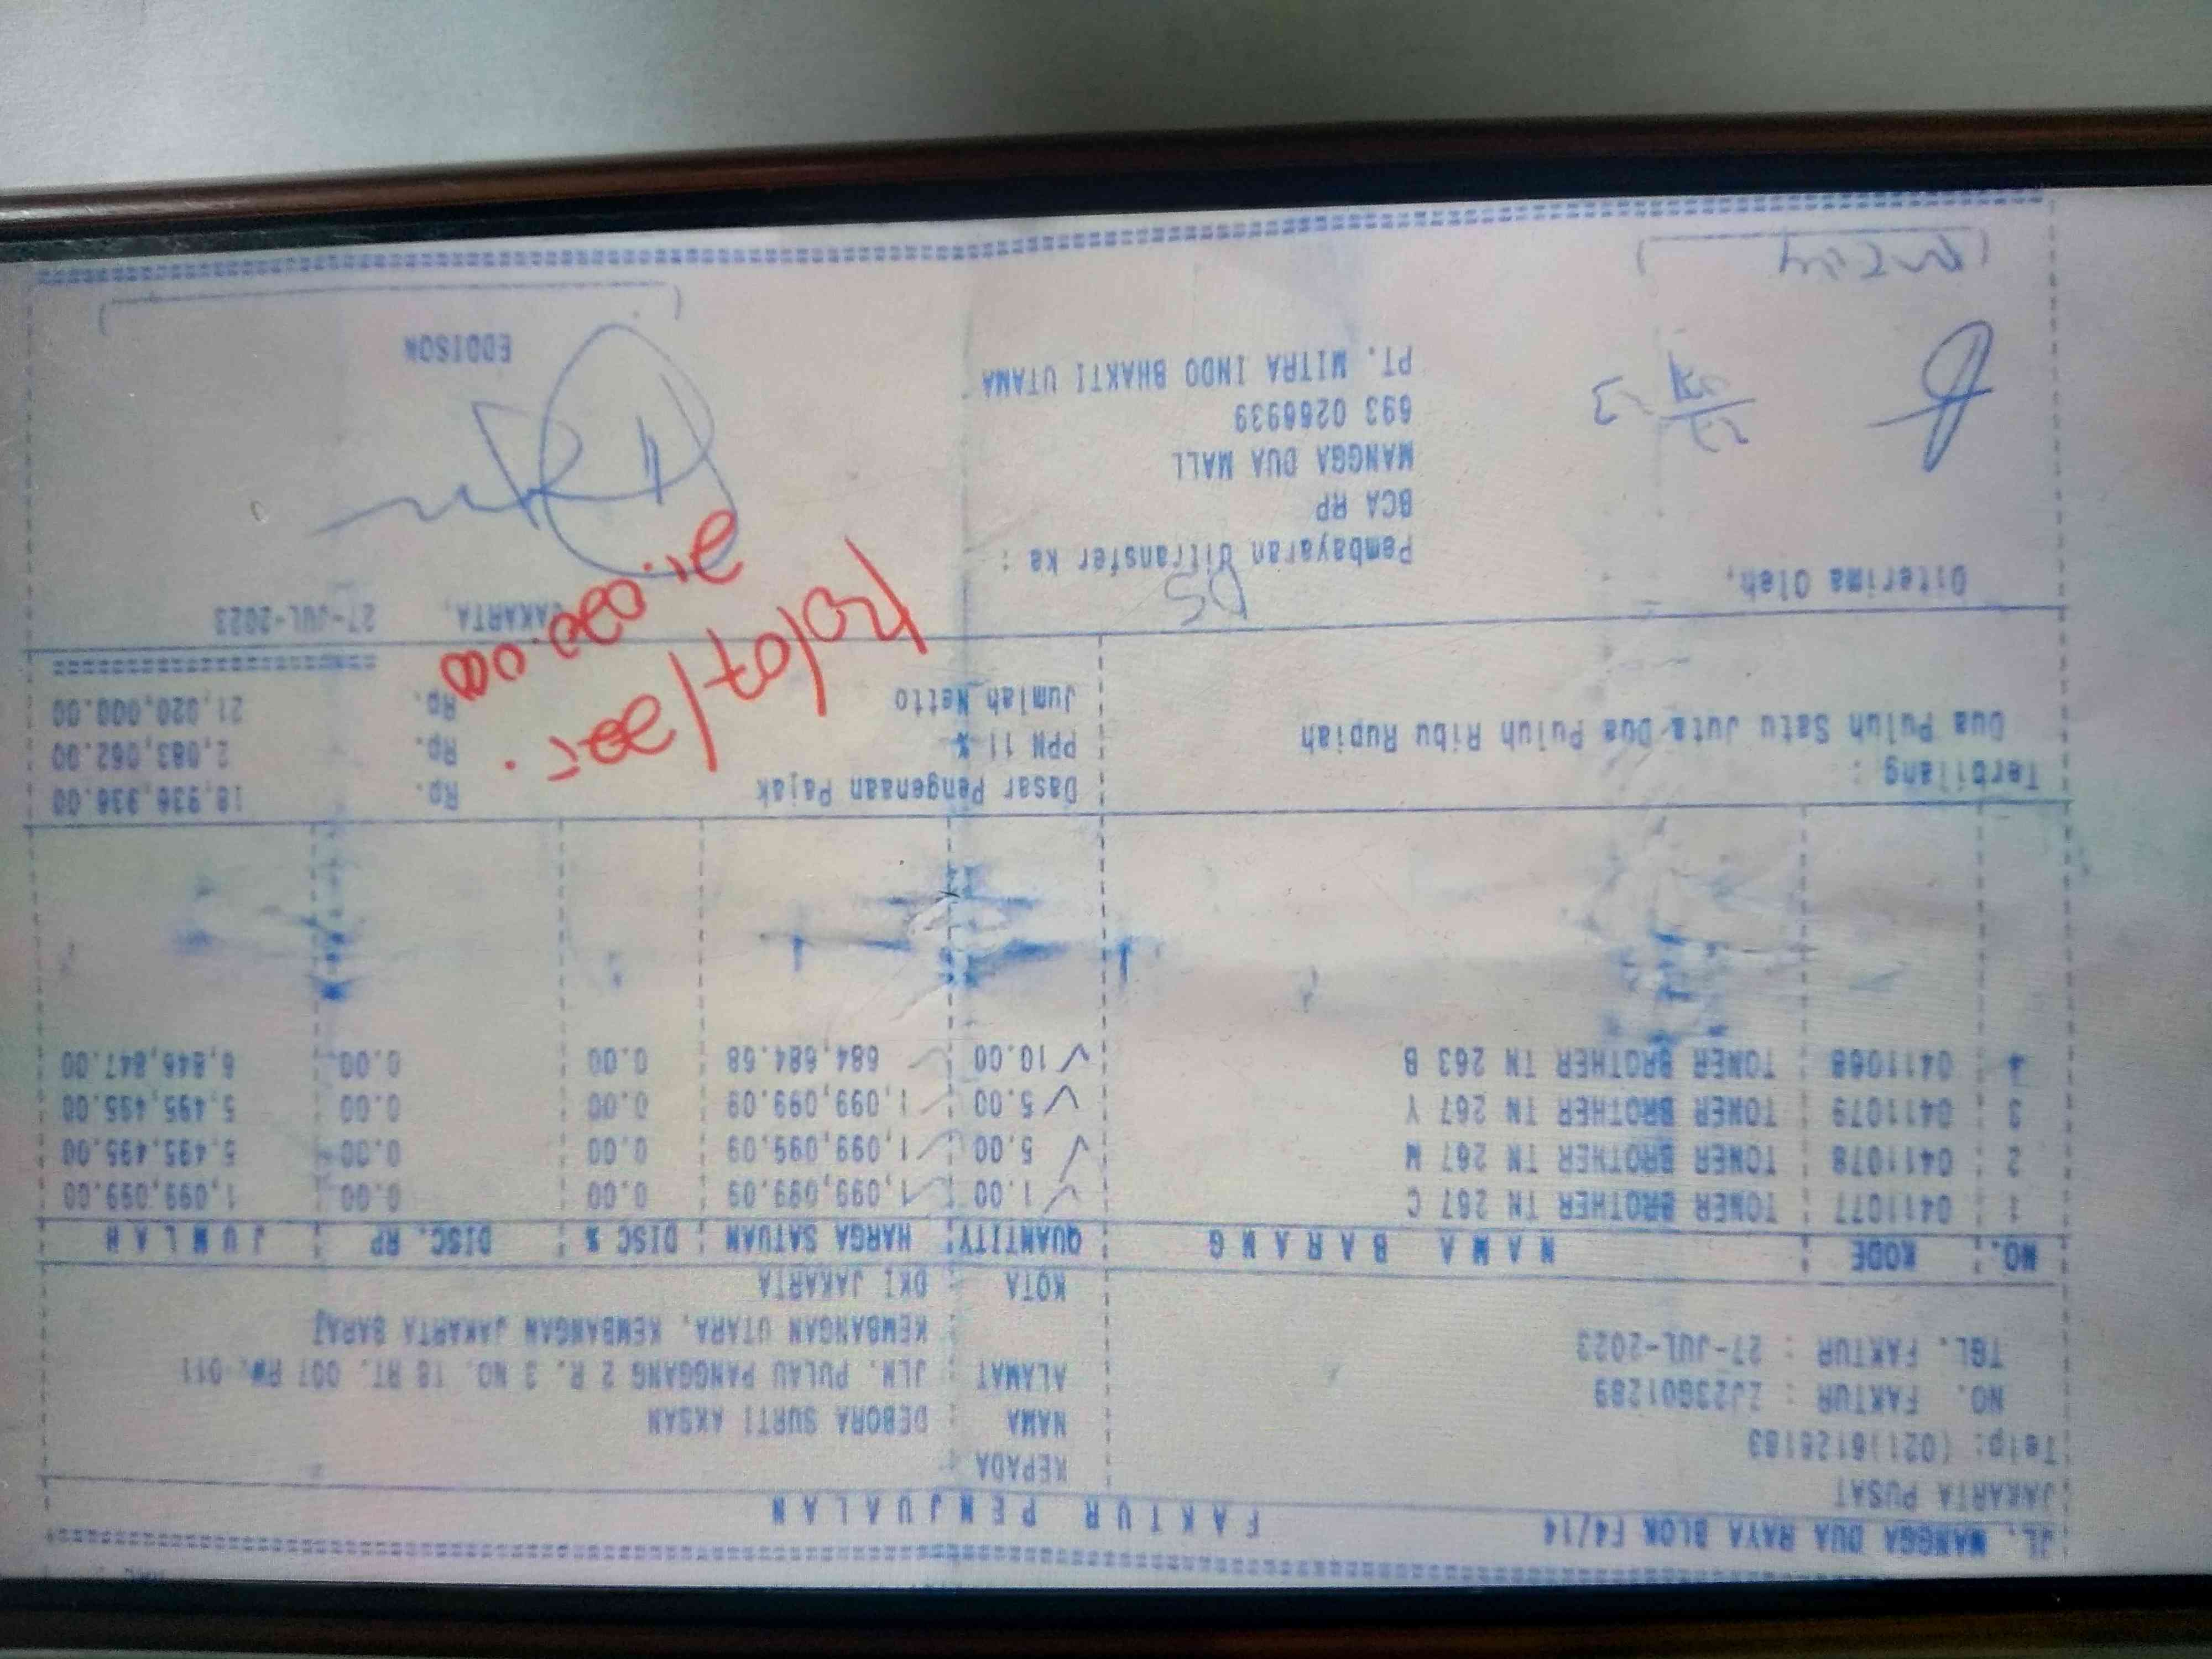 JL. MANGGA DUA RAYA BLOK F4/14
JAKARTA PUSAT
Telp: (021)6126183
FAKTUR PENJUALAN
NO. FAKTUR : ZJ23G01289
TGL. FAKTUR : 27-JUL-2023
KEPADA :
NAMA : DEBORA SURTI AKSAN
ALAMAT : JLN. PULAU PANGGANG 2 R. 3 NO. 18 RT. 001 RW. 011
KEMBANGAN UTARA, KEMBANGAN JAKARTA BARAT
KOTA : DKI JAKARTA
NO. KODE NAMA BARANG QUANTITY HARGA SATUAN DISC % DISC. RP JUMLAH
1 0411077 TONER BROTHER TN 267 C 1.00 1,099,099.09 0.00 0.00 1,099,099.00
2 0411078 TONER BROTHER TN 267 M 5.00 1,099,099.09 0.00 0.00 5,495,495.00
3 0411079 TONER BROTHER TN 267 Y 5.00 1,099,099.09 0.00 0.00 5,495,495.00
4 0411068 TONER BROTHER TN 263 B 10.00 684,684.68 0.00 0.00 6,846,847.00
Terbilang :
Dua Puluh Satu Juta Dua Puluh Ribu Rupiah
Dasar Pengenaan Pajak Rp. 18,936,936.00
PPN 11 % Rp. 2,083,062.00
Jumlah Netto Rp. 21,020,000.00
Diterima Oleh,
Pembayaran ditransfer ke :
BCA RP
MANGGA DUA MALL
693 0266939
PT. MITRA INDO BHAKTI UTAMA
JAKARTA, 27-JUL-2023
EDDISON